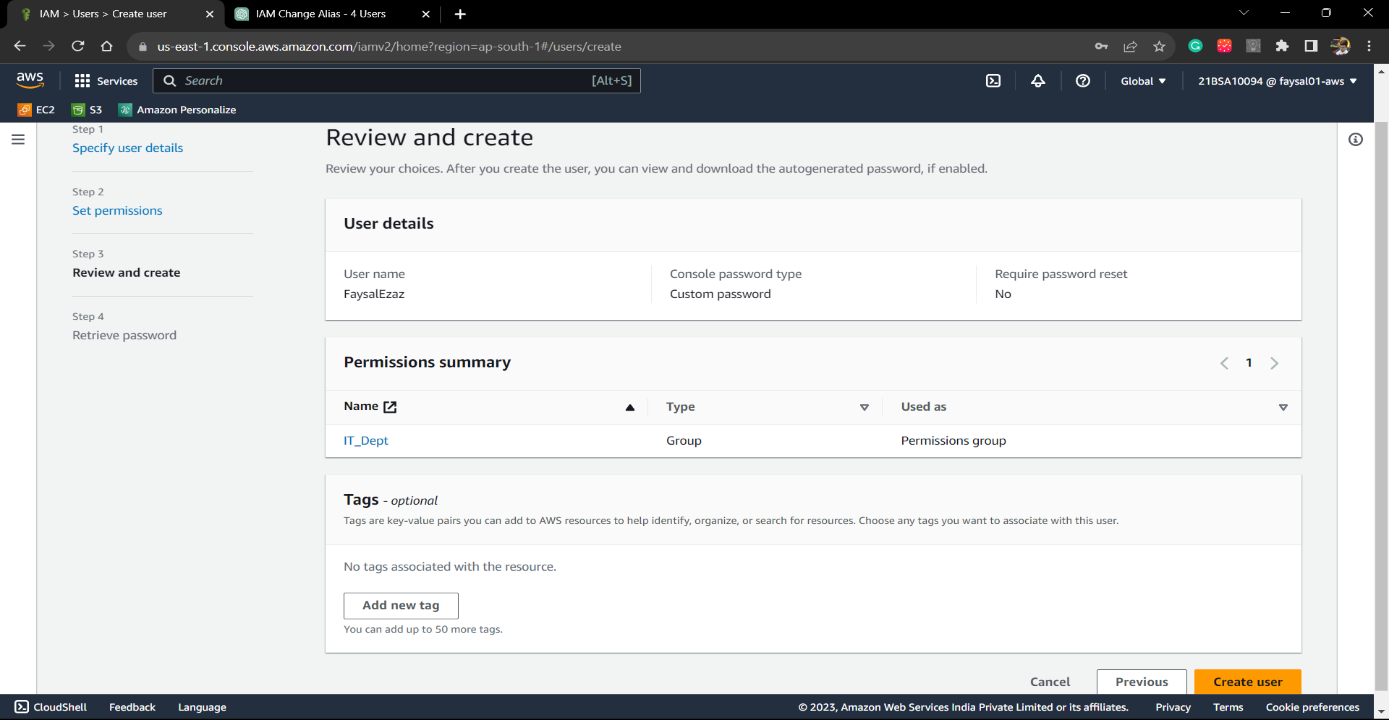 IAM > Users > Create user
IAM Change Alias - 4 Users
us-east-1.console.aws.amazon.com/iamv2/home?region=ap-south-1#/users/create
aws
Services
Search
[Alt+S]
Global
21BSA10094 @ faysal01-aws
EC2
S3
Amazon Personalize
Step 1
Specify user details
Step 2
Set permissions
Step 3
Review and create
Step 4
Retrieve password
Review and create
Review your choices. After you create the user, you can view and download the autogenerated password, if enabled.
User details
User name
FaysalEzaz
Console password type
Custom password
Require password reset
No
Permissions summary
1
Name
Type
Used as
IT_Dept
Group
Permissions group
Tags - optional
Tags are key-value pairs you can add to AWS resources to help identify, organize, or search for resources. Choose any tags you want to associate with this user.
No tags associated with the resource.
Add new tag
You can add up to 50 more tags.
Cancel
Previous
Create user
CloudShell
Feedback
Language
© 2023, Amazon Web Services India Private Limited or its affiliates.
Privacy
Terms
Cookie preferences